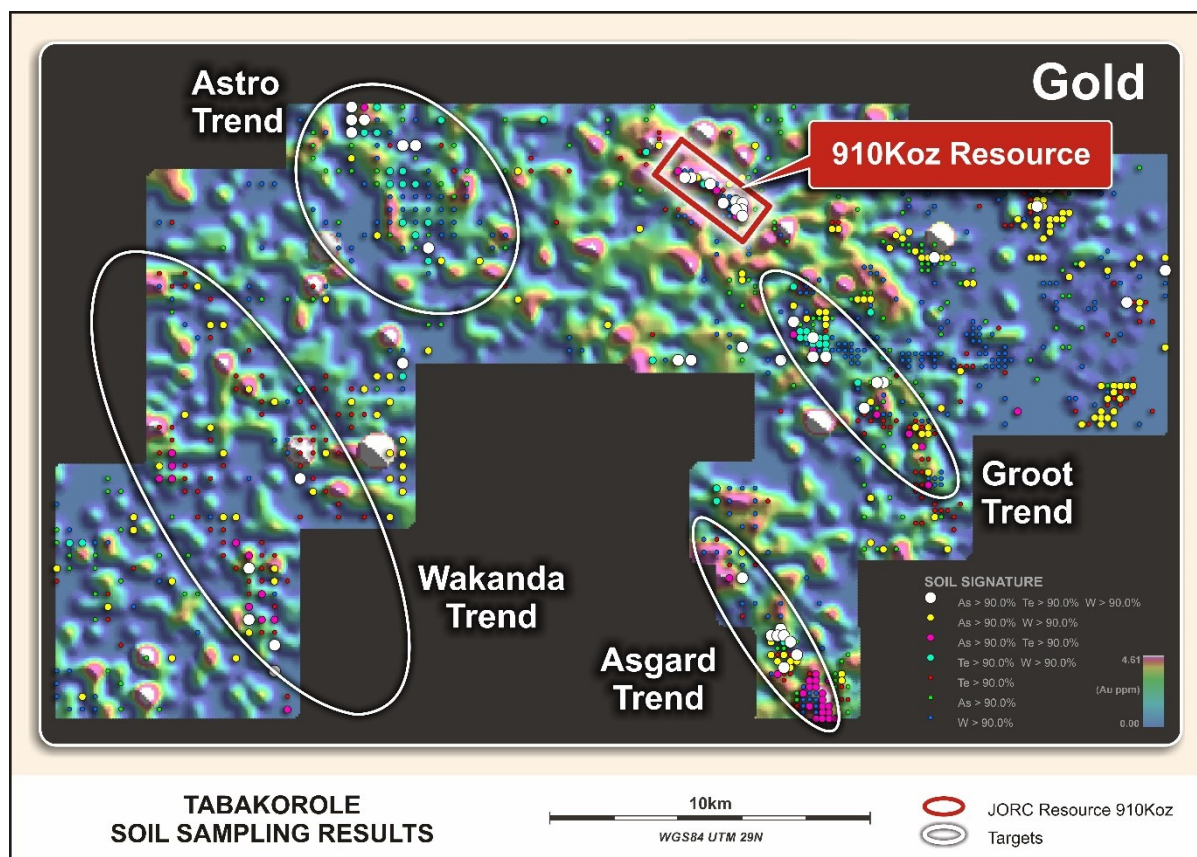 Gold
Astro
Trend
910Koz Resource
Groot
Trend
Wakanda
Trend
Asgard
Trend
SOIL SIGNATURE
As > 90.0% Te > 90.0% W > 90.0%
As > 90.0% W > 90.0%
As > 90.0% Te > 90.0%
Te > 90.0% W > 90.0%
Te > 90.0%
As > 90.0%
W > 90.0%
4.61
(Au ppm)
0.00
TABAKOROLE
SOIL SAMPLING RESULTS
10km
WGS84 UTM 29N
JORC Resource 910Koz
Targets